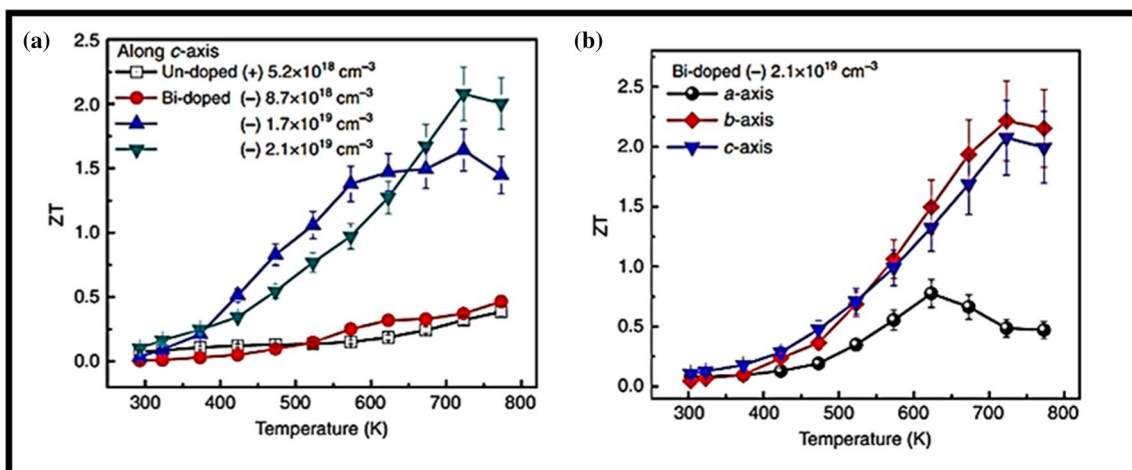 (a)
Along c-axis
Un-doped (+) 5.2×10¹⁸ cm⁻³
Bi-doped (−) 8.7×10¹⁸ cm⁻³
(−) 1.7×10¹⁹ cm⁻³
(−) 2.1×10¹⁹ cm⁻³
2.5
2.0
1.5
1.0
0.5
0.0
ZT
300 400 500 600 700 800
Temperature (K)
(b)
Bi-doped (−) 2.1×10¹⁹ cm⁻³
a-axis
b-axis
c-axis
2.5
2.0
1.5
1.0
0.5
0.0
ZT
300 400 500 600 700 800
Temperature (K)